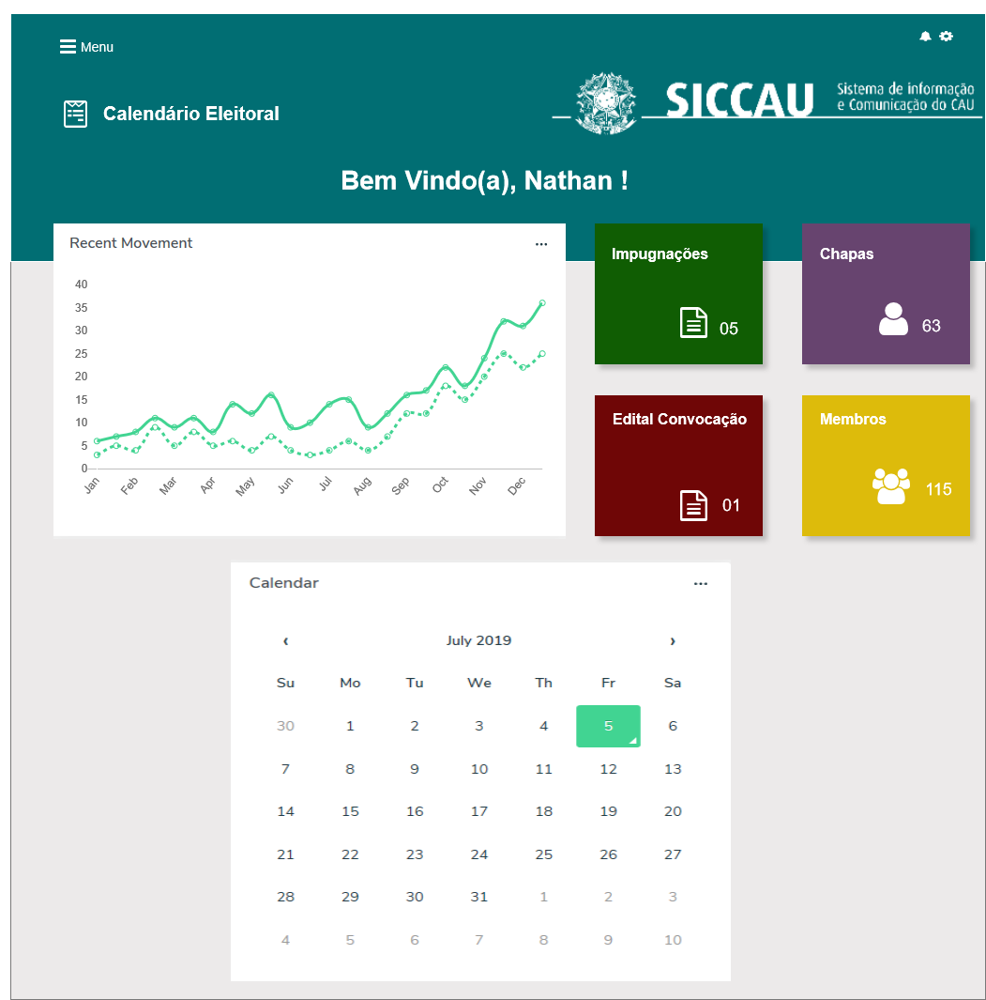 Menu
Calendário Eleitoral
SICCAU
Sistema de informação
e Comunicação do CAU
Bem Vindo(a), Nathan !
Recent Movement
...
40
35
30
25
20
15
10
5
0
Jan Feb Mar Apr May Jun Jul Aug Sep Oct Nov Dec
Impugnações
05
Chapas
63
Edital Convocação
01
Membros
115
Calendar
...
‹ July 2019 ›
Su Mo Tu We Th Fr Sa
30 1 2 3 4 5 6
7 8 9 10 11 12 13
14 15 16 17 18 19 20
21 22 23 24 25 26 27
28 29 30 31 1 2 3
4 5 6 7 8 9 10